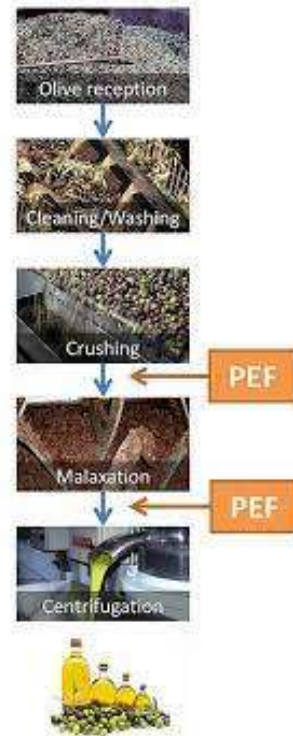 Olive reception
Cleaning/Washing
Crushing
PEF
Malaxation
PEF
Centrifugation